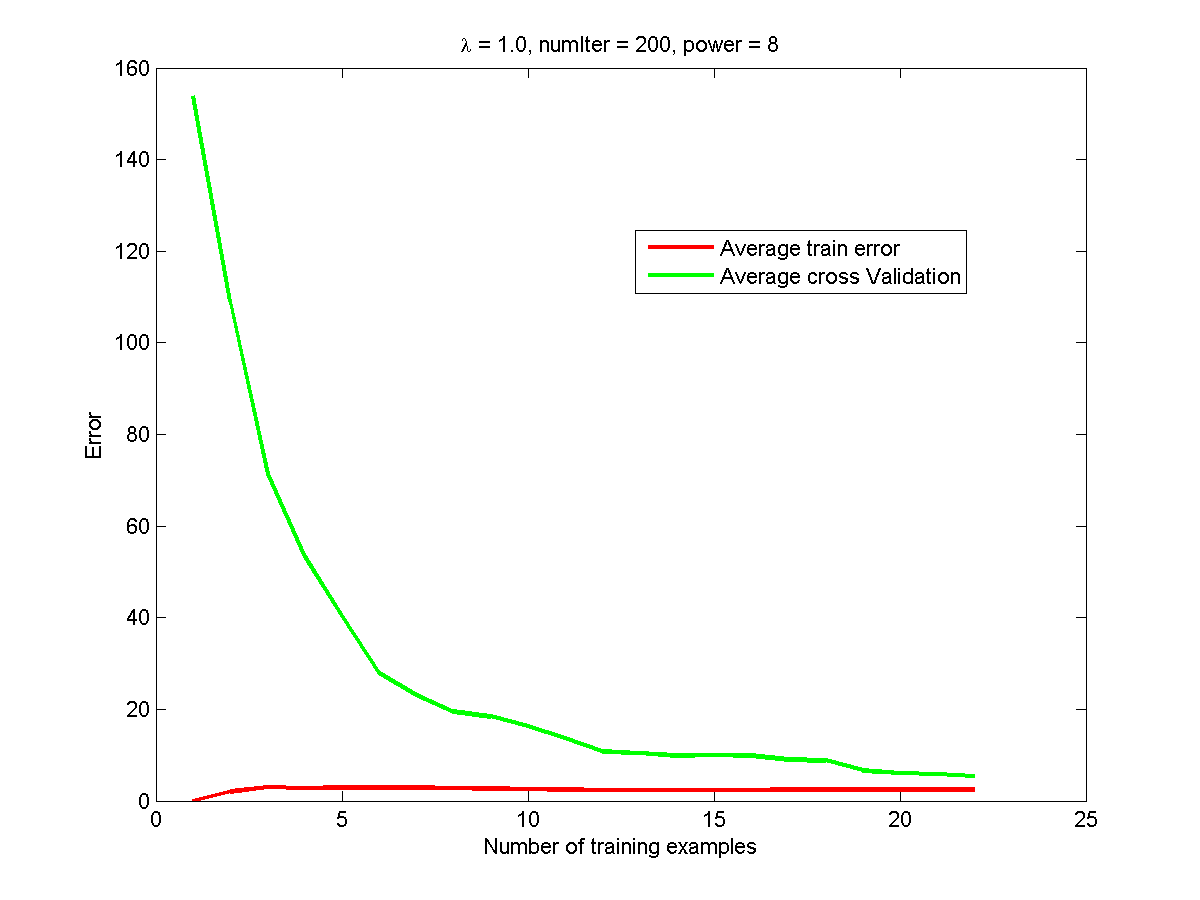 λ = 1.0, numIter = 200, power = 8
160
140
120
100
80
60
40
20
0
Error
Average train error
Average cross Validation
0 5 10 15 20 25
Number of training examples